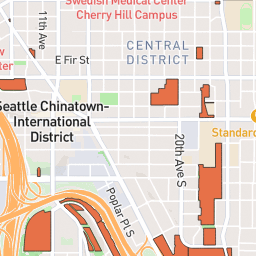 Swedish Medical Center
Cherry Hill Campus
11th Ave
E Fir St
CENTRAL
DISTRICT
Seattle Chinatown-
International
District
Standard
20th Ave S
Poplar Pl S